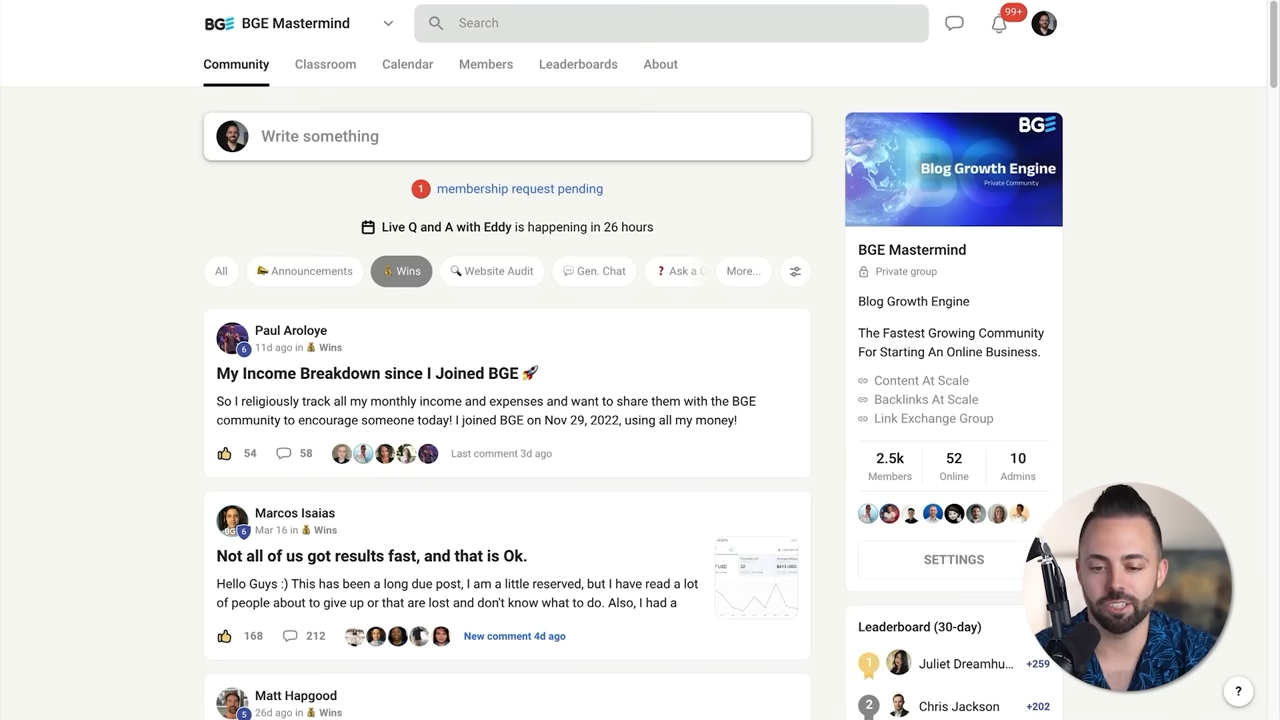 BGE BGE Mastermind
Search
99+
Community Classroom Calendar Members Leaderboards About
Write something
1 membership request pending
Live Q and A with Eddy is happening in 26 hours
All Announcements Wins Website Audit Gen. Chat Ask a More...
Paul Aroloye
6
11d ago in Wins
My Income Breakdown since I Joined BGE
So I religiously track all my monthly income and expenses and want to share them with the BGE
community to encourage someone today! I joined BGE on Nov 29, 2022, using all my money!
54 58 Last comment 3d ago
Marcos Isaias
6
Mar 16 in Wins
Not all of us got results fast, and that is Ok.
Hello Guys :) This has been a long due post, I am a little reserved, but I have read a lot
of people about to give up or that are lost and don't know what to do. Also, I had a
168 212 New comment 4d ago
Matt Hapgood
5
26d ago in Wins
BGE
Blog Growth Engine
Private Community
BGE Mastermind
Private group
Blog Growth Engine
The Fastest Growing Community
For Starting An Online Business.
Content At Scale
Backlinks At Scale
Link Exchange Group
2.5k 52 10
Members Online Admins
SETTINGS
Leaderboard (30-day)
1 Juliet Dreamhu... +259
2 Chris Jackson +202
?